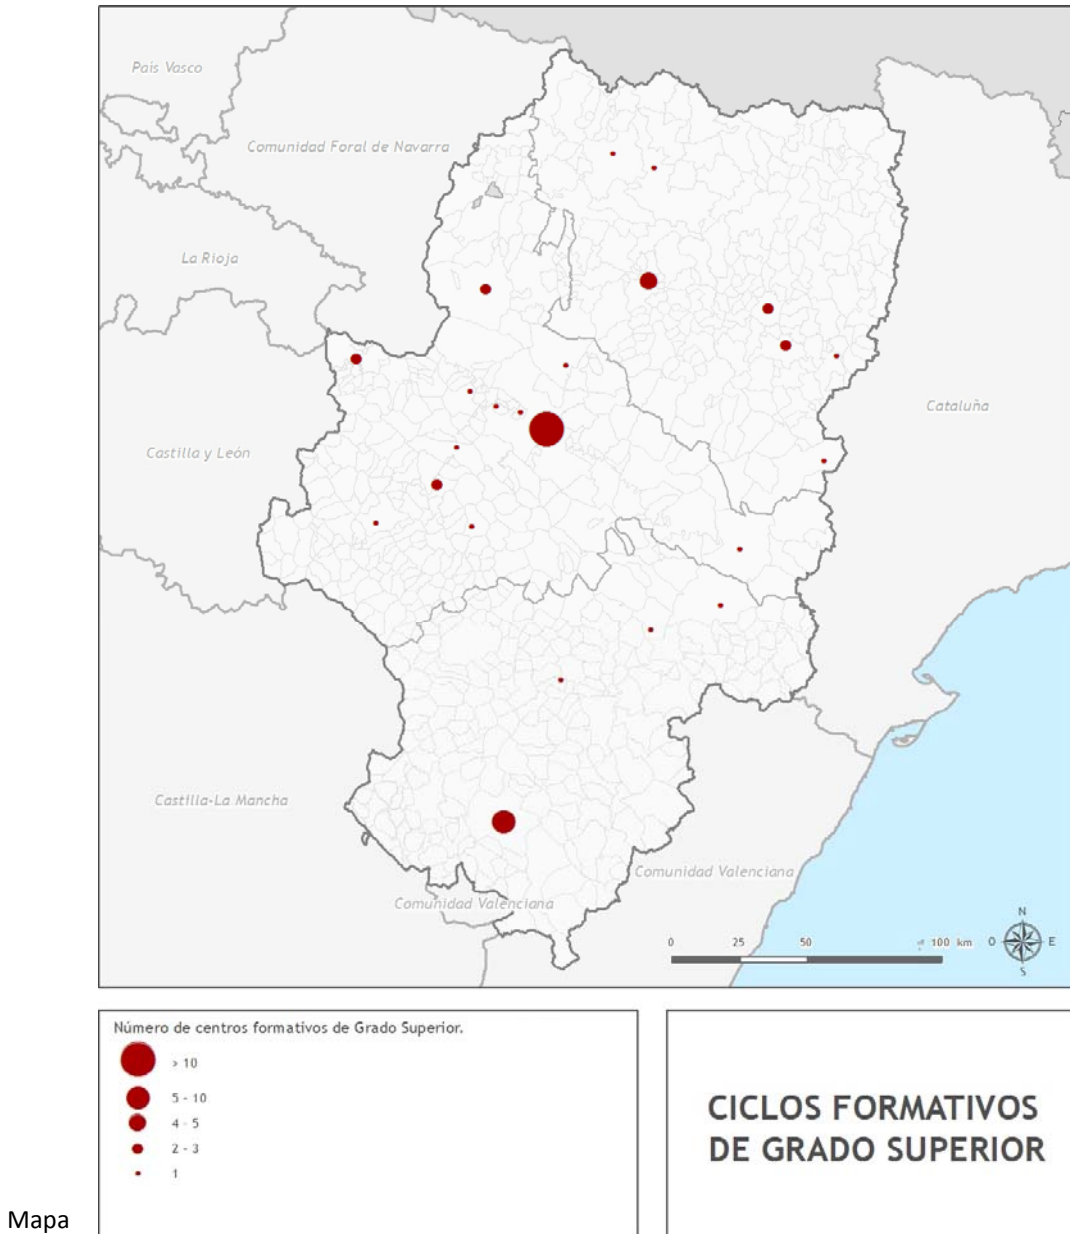 País Vasco
Comunidad Foral de Navarra
La Rioja
Cataluña
Castilla y León
Castilla-La Mancha
Comunidad Valenciana
Comunidad Valenciana
N
O E
S
0 25 50 100 km
Número de centros formativos de Grado Superior.
> 10
5 - 10
4 - 5
2 - 3
1
CICLOS FORMATIVOS
DE GRADO SUPERIOR
Mapa